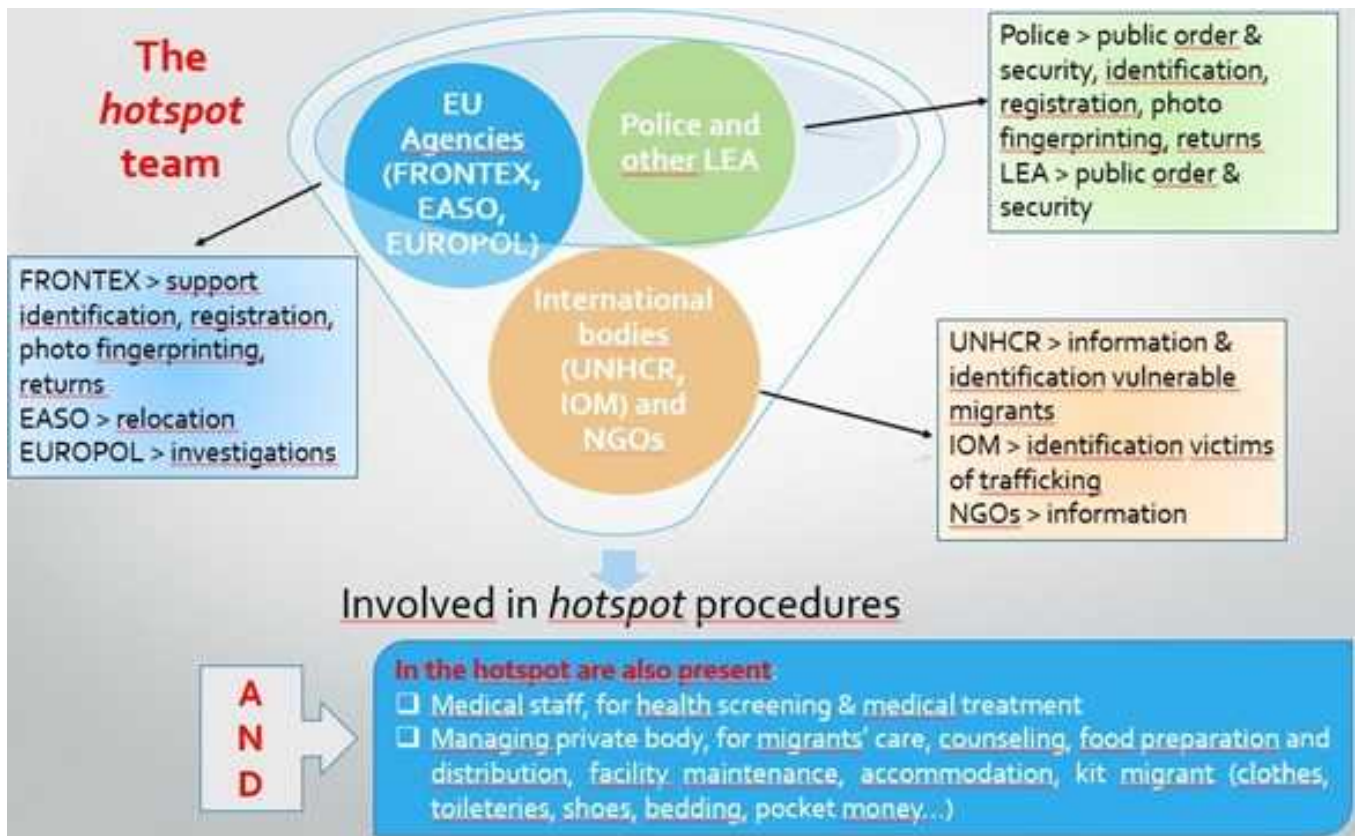 The
hotspot
team
EU
Agencies
(FRONTEX,
EASO,
EUROPOL)
Police and
other LEA
International
bodies
(UNHCR,
IOM) and
NGOs
Police > public order &
security, identification,
registration, photo
fingerprinting, returns
LEA > public order &
security
FRONTEX > support
identification, registration,
photo fingerprinting,
returns
EASO > relocation
EUROPOL > investigations
UNHCR > information &
identification vulnerable
migrants
IOM > identification victims
of trafficking
NGOs > information
Involved in hotspot procedures
A
N
D
In the hotspot are also present
Medical staff, for health screening & medical treatment
Managing private body, for migrants' care, counseling, food preparation and
distribution, facility maintenance, accommodation, kit migrant (clothes,
toileteries, shoes, bedding, pocket money...)